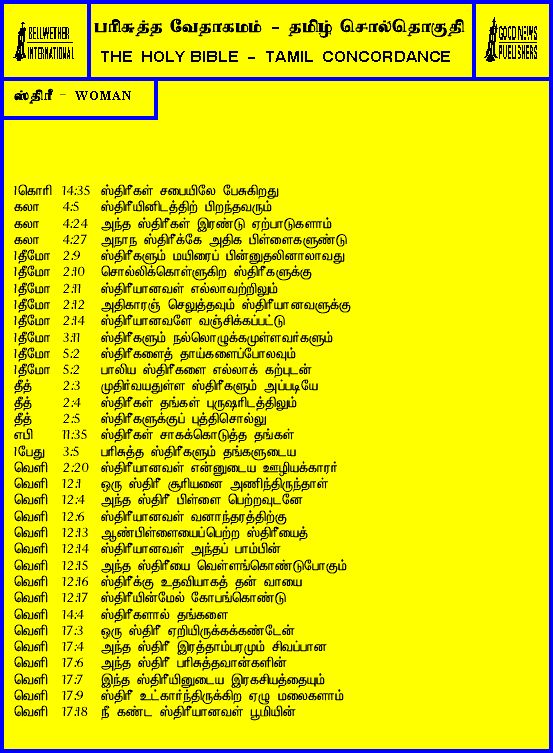 BELLWETHER
INTERNATIONAL
பரிசுத்த வேதாகமம் - தமிழ் சொல்தொகுதி
THE HOLY BIBLE - TAMIL CONCORDANCE
GOOD NEWS
PUBLISHERS
ஸ்திரீ - WOMAN
1கொரி 14:35 ஸ்திரீகள் சபையிலே பேசுகிறது
கலா 4:5 ஸ்திரீயினிடத்திற் பிறந்தவரும்
கலா 4:24 அந்த ஸ்திரீகள் இரண்டு ஏற்பாடுகளாம்
கலா 4:27 அநாந ஸ்திரீக்கே அதிக பிள்ளைகளுண்டு
1தீமோ 2:9 ஸ்திரீகளும் மயிரைப் பின்னுதலினாலாவது
1தீமோ 2:10 சொல்லிக்கொள்ளுகிற ஸ்திரீகளுக்கு
1தீமோ 2:11 ஸ்திரீயானவள் எல்லாவற்றிலும்
1தீமோ 2:12 அதிகாரஞ் செலுத்தவும் ஸ்திரீயானவளுக்கு
1தீமோ 2:14 ஸ்திரீயானவளே வஞ்சிக்கப்பட்டு
1தீமோ 3:11 ஸ்திரீகளும் நல்லொழுக்கமுள்ளவர்களும்
1தீமோ 5:2 ஸ்திரீகளைத் தாய்களைப்போலவும்
1தீமோ 5:2 பாலிய ஸ்திரீகளை எல்லாக் கற்புடன்
தீத் 2:3 முதிர்வயதுள்ள ஸ்திரீகளும் அப்படியே
தீத் 2:4 ஸ்திரீகள் தங்கள் புருஷரிடத்திலும்
தீத் 2:5 ஸ்திரீகளுக்குப் புத்திசொல்லு
எபி 11:35 ஸ்திரீகள் சாகக்கொடுத்த தங்கள்
1பேது 3:5 பரிசுத்த ஸ்திரீகளும் தங்களுடைய
வெளி 2:20 ஸ்திரீயானவள் என்னுடைய ஊழியக்காரர்
வெளி 12:1 ஒரு ஸ்திரீ சூரியனை அணிந்திருந்தாள்
வெளி 12:4 அந்த ஸ்திரீ பிள்ளை பெற்றவுடனே
வெளி 12:6 ஸ்திரீயானவள் வனாந்தரத்திற்கு
வெளி 12:13 ஆண்பிள்ளையைப்பெற்ற ஸ்திரீயைத்
வெளி 12:14 ஸ்திரீயானவள் அந்தப் பாம்பின்
வெளி 12:15 அந்த ஸ்திரீயை வெள்ளங்கொண்டுபோகும்
வெளி 12:16 ஸ்திரீக்கு உதவியாகத் தன் வாயை
வெளி 12:17 ஸ்திரீயின்மேல் கோபங்கொண்டு
வெளி 14:4 ஸ்திரீகளால் தங்களை
வெளி 17:3 ஒரு ஸ்திரீ ஏறியிருக்கக்கண்டேன்
வெளி 17:4 அந்த ஸ்திரீ இரத்தாம்பரமும் சிவப்பான
வெளி 17:6 அந்த ஸ்திரீ பரிசுத்தவான்களின்
வெளி 17:7 இந்த ஸ்திரீயினுடைய இரகசியத்தையும்
வெளி 17:9 ஸ்திரீ உட்கார்ந்திருக்கிற ஏழு மலைகளாம்
வெளி 17:18 நீ கண்ட ஸ்திரீயானவள் பூமியின்